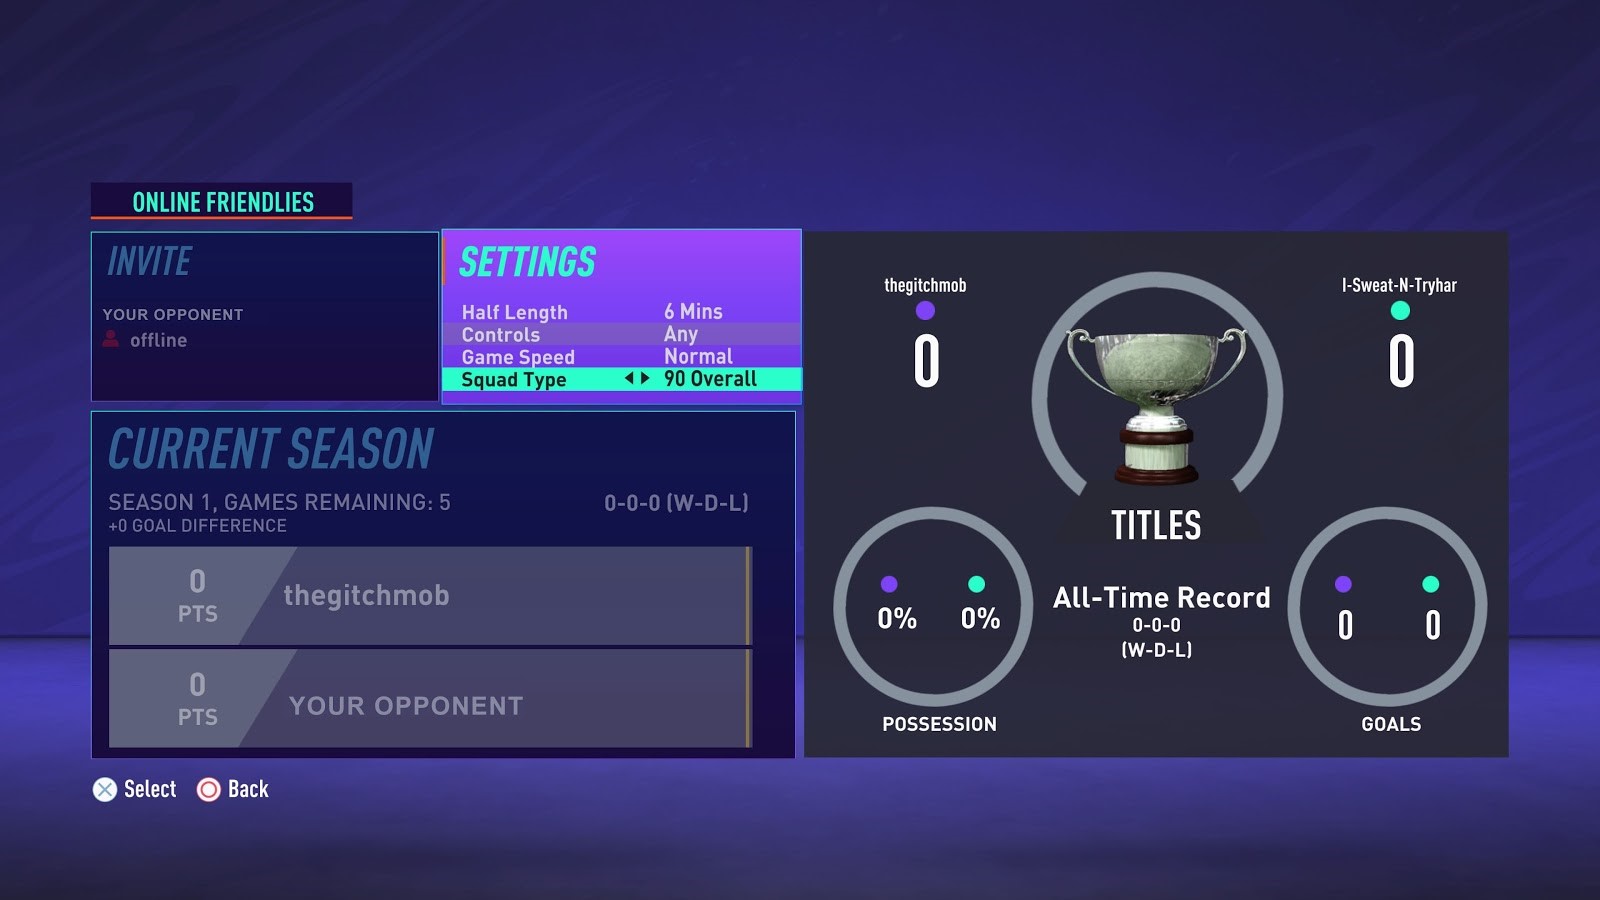 ONLINE FRIENDLIES
INVITE
YOUR OPPONENT
offline
SETTINGS
Half Length 6 Mins
Controls Any
Game Speed Normal
Squad Type 90 Overall
CURRENT SEASON
SEASON 1, GAMES REMAINING: 5 0-0-0 (W-D-L)
+0 GOAL DIFFERENCE
0
PTS
thegitchmob
0
PTS
YOUR OPPONENT
thegitchmob
0
I-Sweat-N-Tryhar
0
TITLES
All-Time Record
0-0-0
(W-D-L)
0% 0%
POSSESSION
0 0
GOALS
Select Back